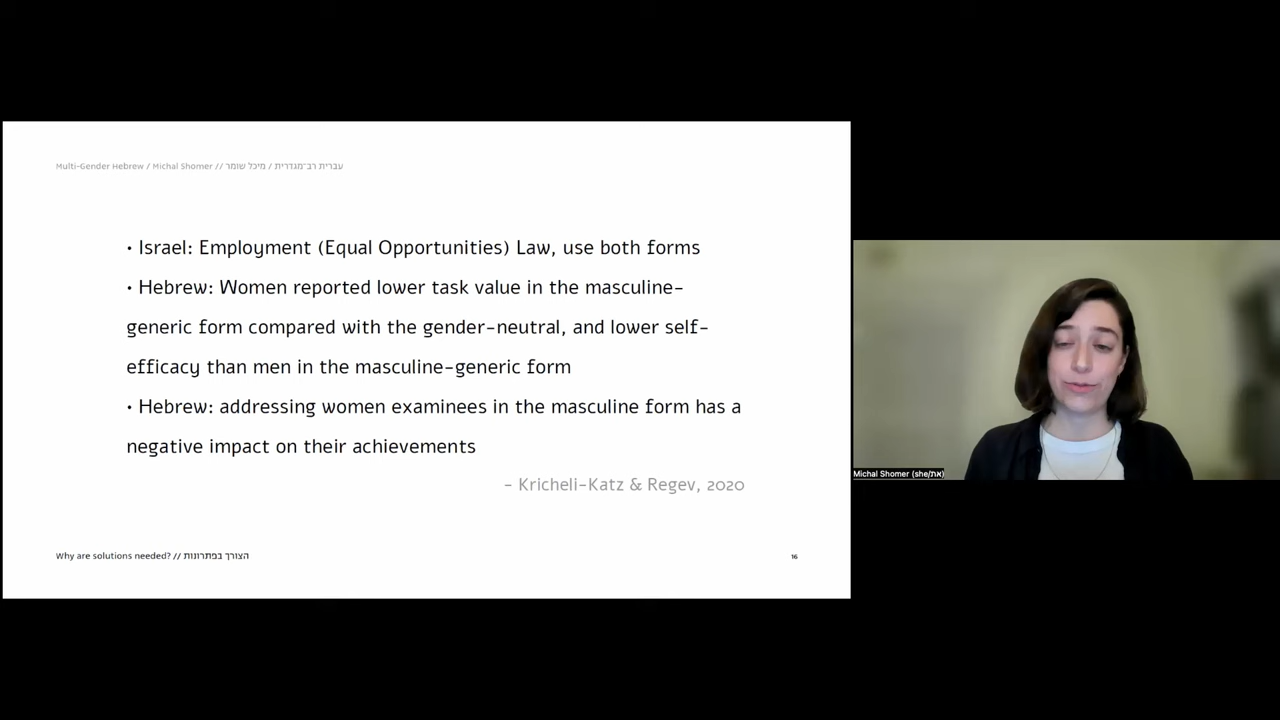 Multi-Gender Hebrew / Michal Shomer // עברית רב־מגדרית / מיכל שומר
• Israel: Employment (Equal Opportunities) Law, use both forms
• Hebrew: Women reported lower task value in the masculine-
generic form compared with the gender-neutral, and lower self-
efficacy than men in the masculine-generic form
• Hebrew: addressing women examinees in the masculine form has a
negative impact on their achievements
- Kricheli-Katz & Regev, 2020
Why are solutions needed? // הצורך בפתרונות
16
Michal Shomer (she/את)